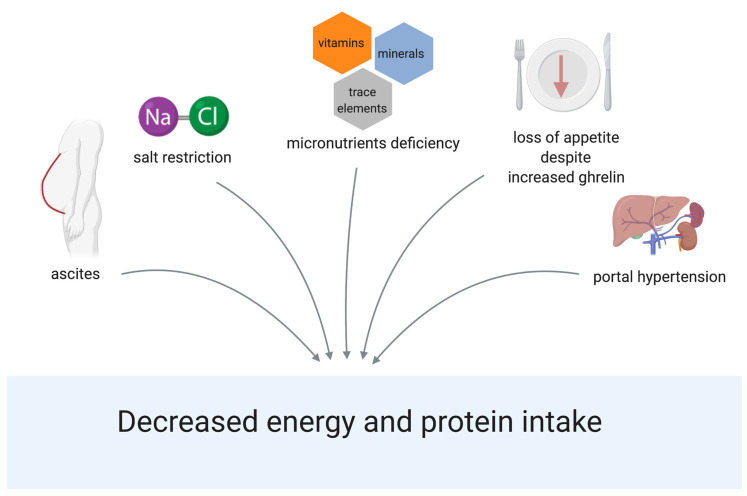 vitamins
minerals
trace
elements
micronutrients deficiency
Na Cl
salt restriction
loss of appetite
despite
increased ghrelin
ascites
portal hypertension
Decreased energy and protein intake